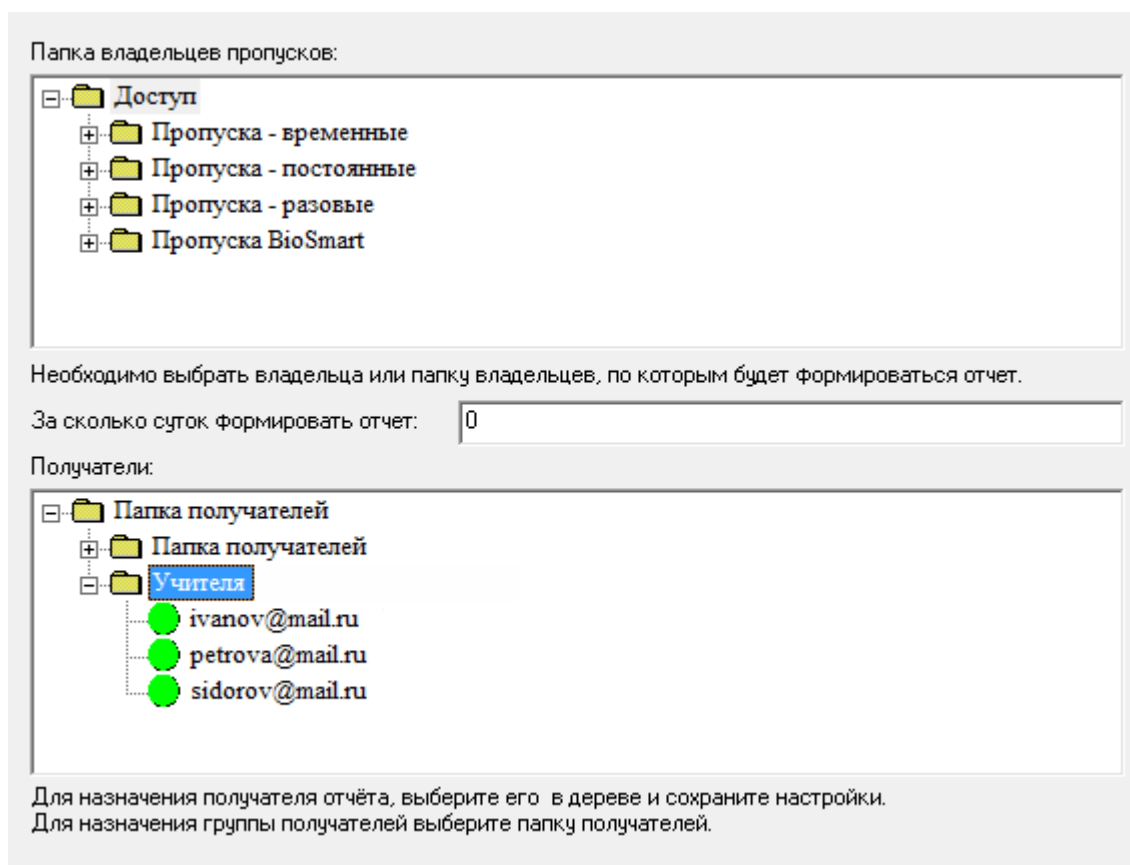 Папка владельцев пропусков:
Доступ
Пропуска - временные
Пропуска - постоянные
Пропуска - разовые
Пропуска BioSmart
Необходимо выбрать владельца или папку владельцев, по которым будет формироваться отчет.
За сколько суток формировать отчет: 0
Получатели:
Папка получателей
Папка получателей
Учителя
ivanov@mail.ru
petrova@mail.ru
sidorov@mail.ru
Для назначения получателя отчёта, выберите его в дереве и сохраните настройки.
Для назначения группы получателей выберите папку получателей.